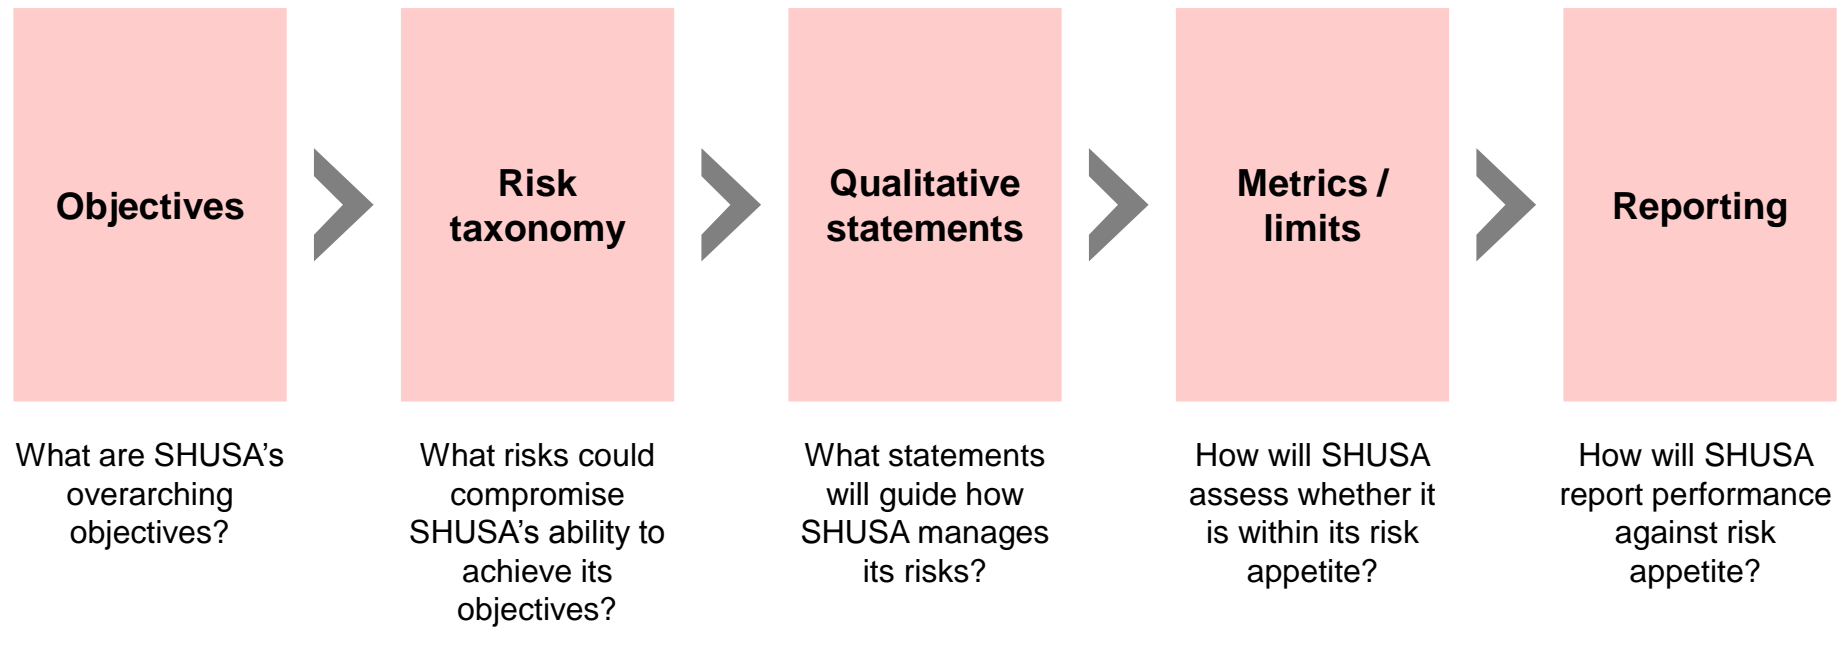 Objectives
Risk
taxonomy
Qualitative
statements
Metrics /
limits
Reporting
What are SHUSA’s
overarching
objectives?
What risks could
compromise
SHUSA’s ability to
achieve its
objectives?
What statements
will guide how
SHUSA manages
its risks?
How will SHUSA
assess whether it
is within its risk
appetite?
How will SHUSA
report performance
against risk
appetite?